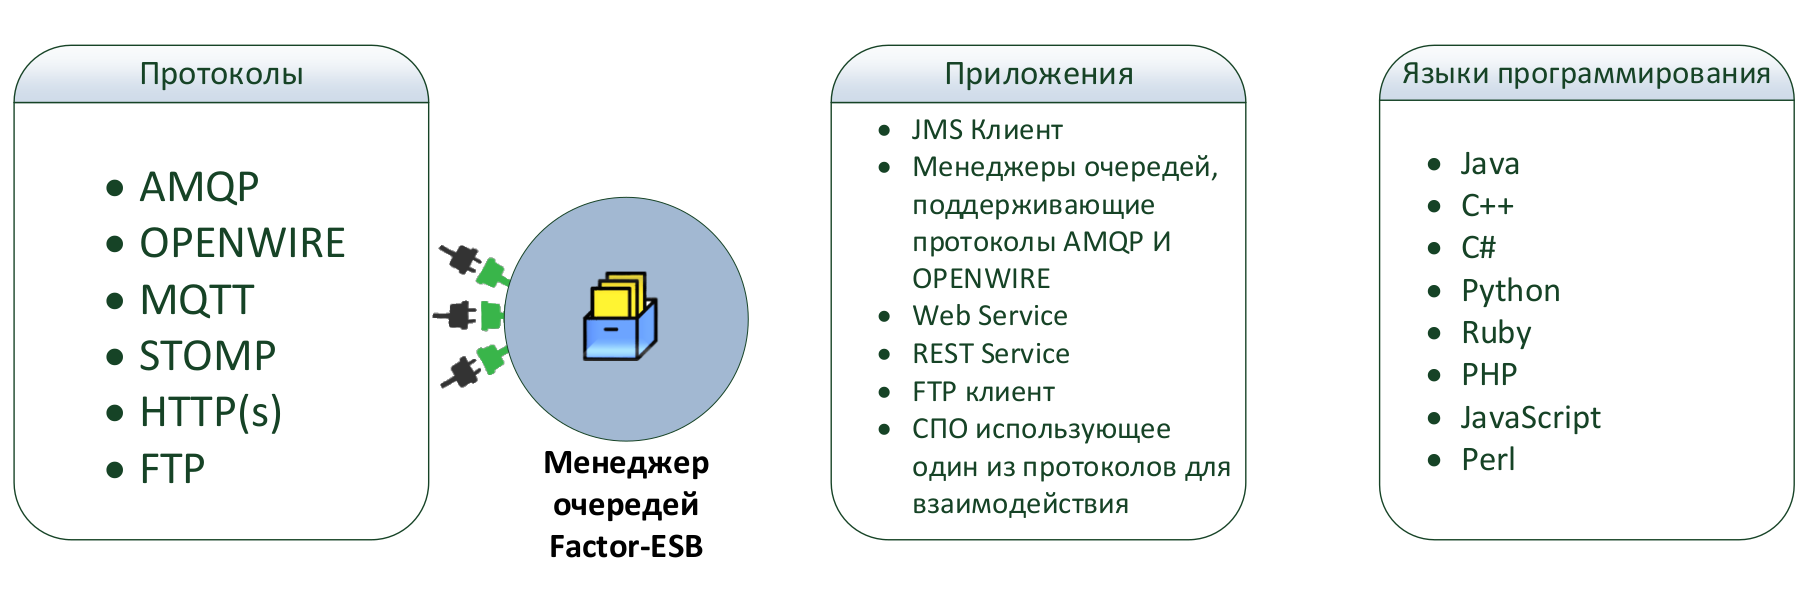 Протоколы
• AMQP
• OPENWIRE
• MQTT
• STOMP
• HTTP(s)
• FTP
Менеджер
очередей
Factor-ESB
Приложения
• JMS Клиент
• Менеджеры очередей,
поддерживающие
протоколы AMQP И
OPENWIRE
• Web Service
• REST Service
• FTP клиент
• СПО использующее
один из протоколов для
взаимодействия
Языки программирования
• Java
• C++
• C#
• Python
• Ruby
• PHP
• JavaScript
• Perl